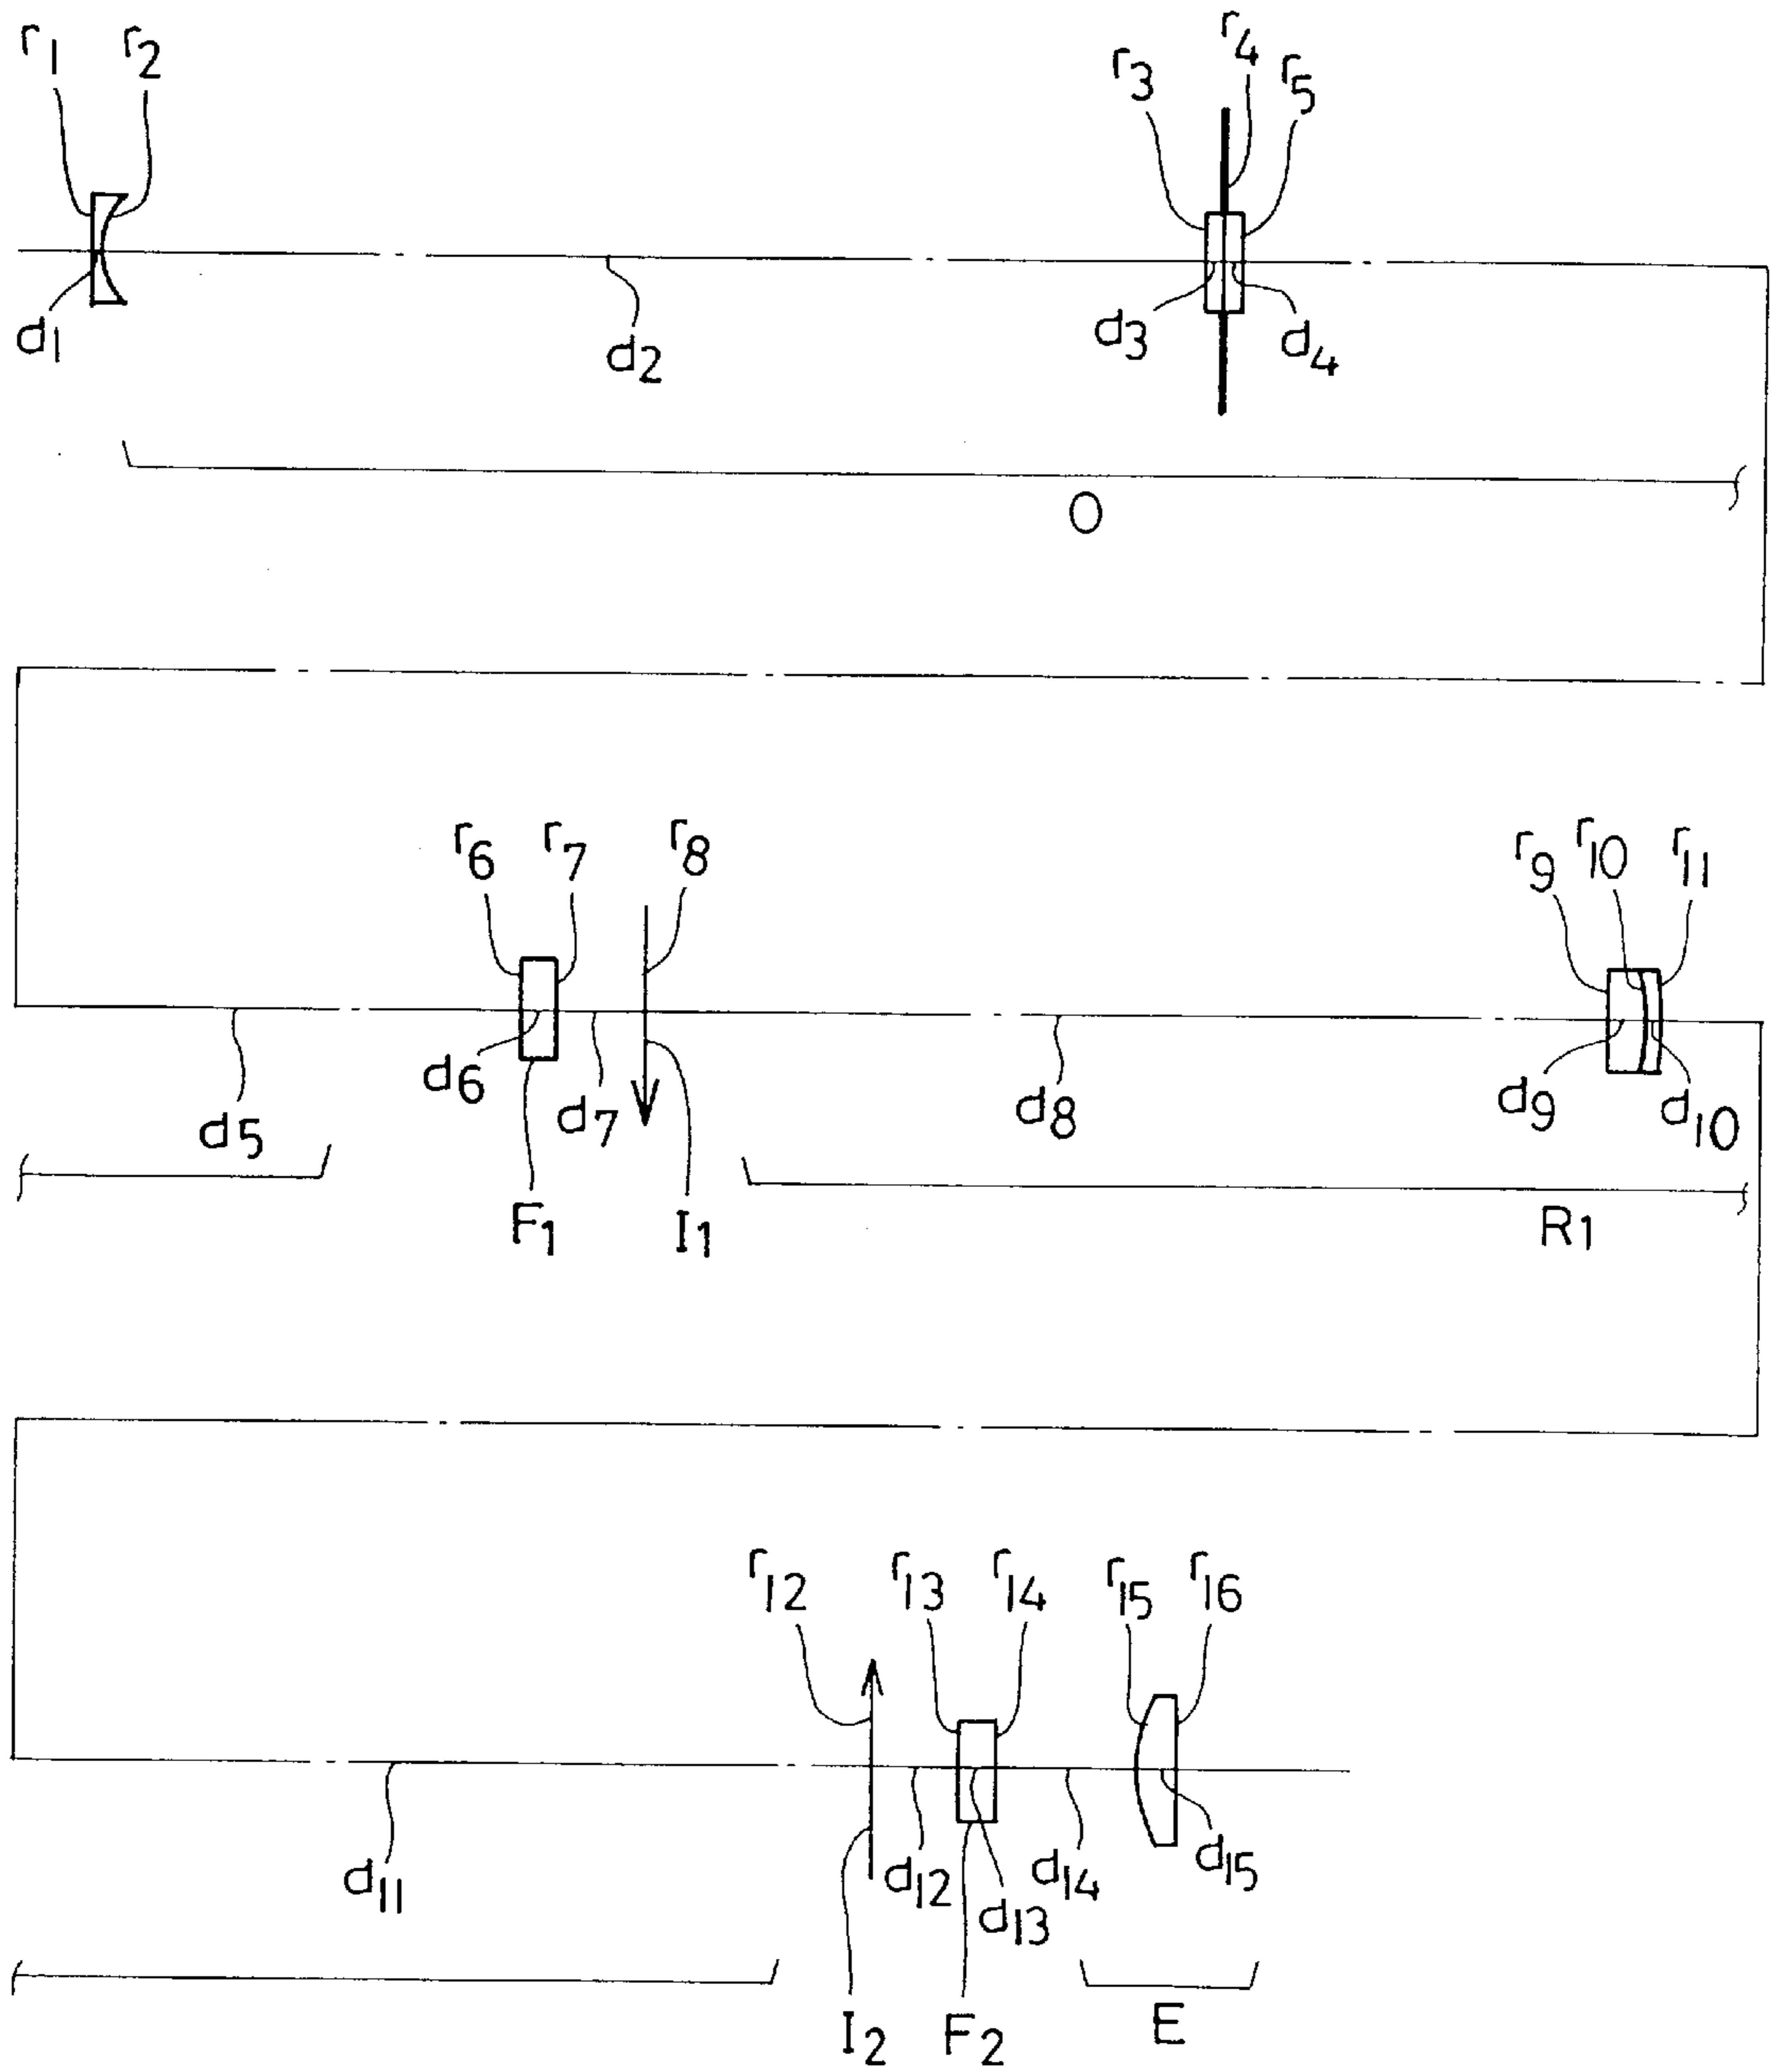 r1 r2 r3 r4 r5
d1 d2 d3 d4
O
r6 r7 r8 r9 r10 r11
d5 d6 d7 d8 d9 d10
F1 I1 R1
r12 r13 r14 r15 r16
d11 d12 d13 d14 d15
I2 F2 E